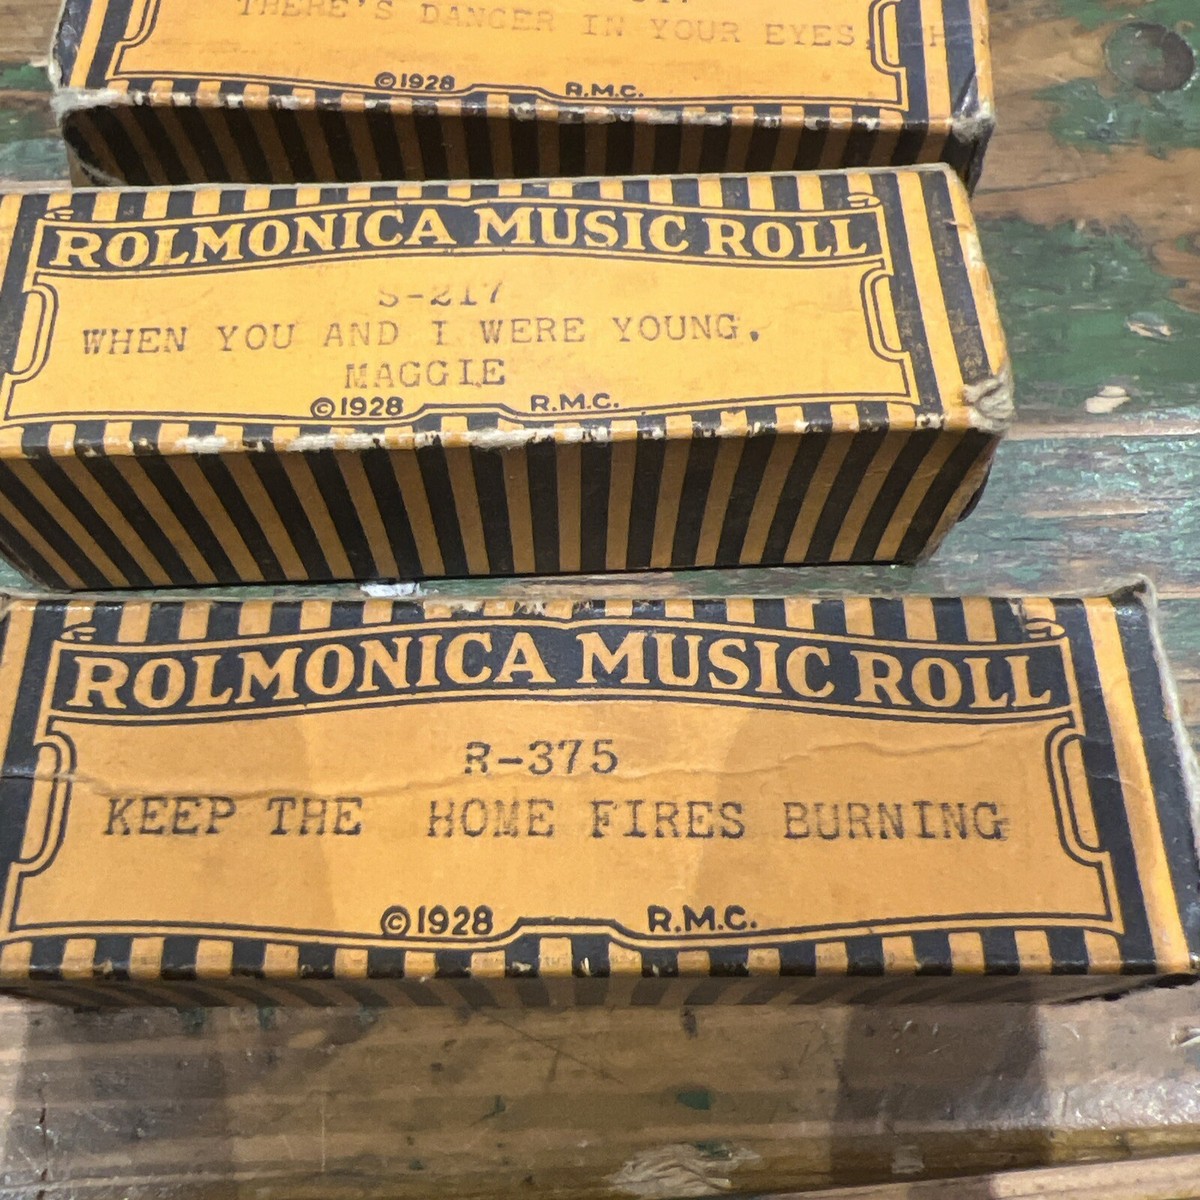 THERE'S DANGER IN YOUR EYES
©1928 R.M.C.
ROLMONICA MUSIC ROLL
S-217
WHEN YOU AND I WERE YOUNG.
MAGGIE
©1928 R.M.C.
ROLMONICA MUSIC ROLL
R-375
KEEP THE HOME FIRES BURNING
©1928 R.M.C.